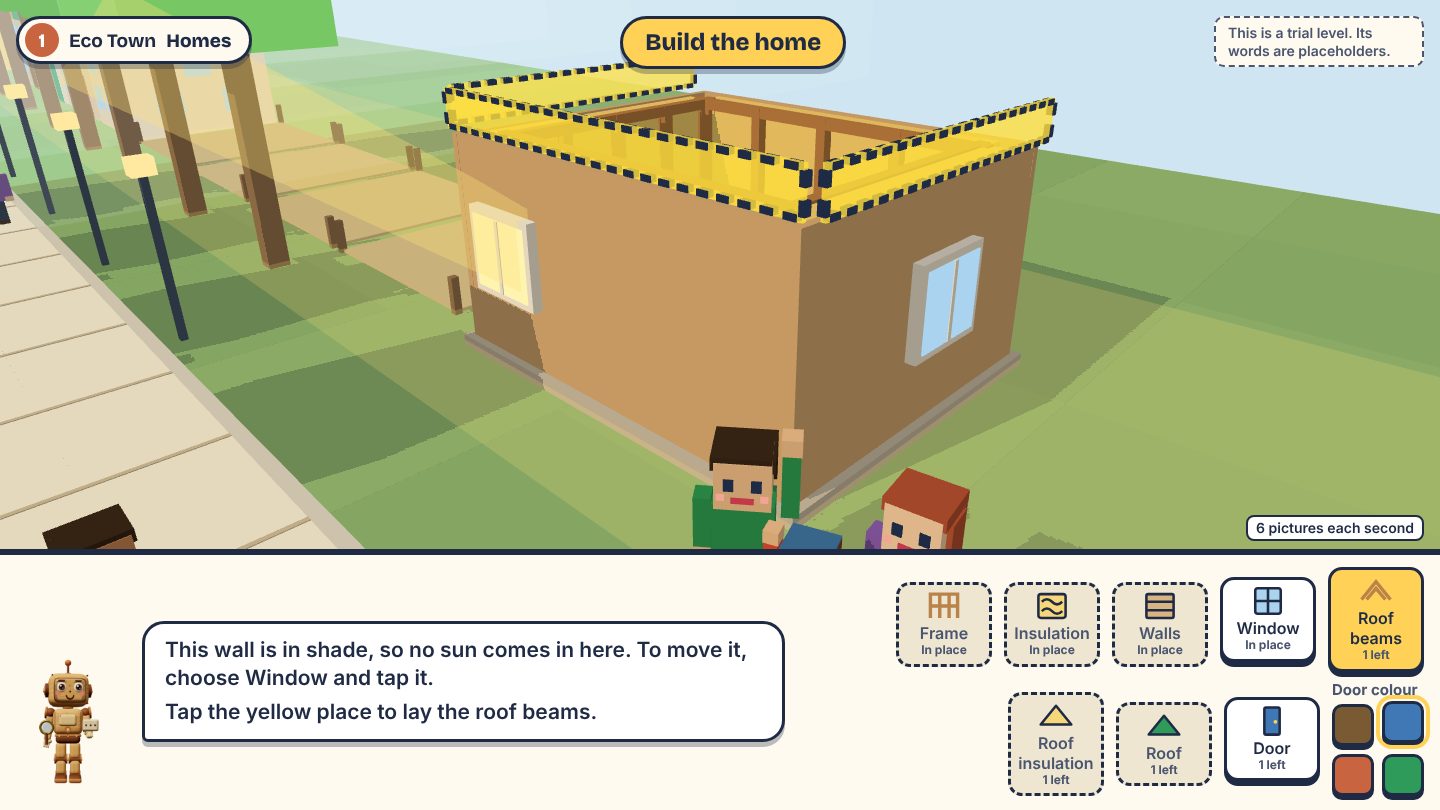 1 Eco Town Homes
Build the home
This is a trial level. Its
words are placeholders.
6 pictures each second
This wall is in shade, so no sun comes in here. To move it,
choose Window and tap it.
Tap the yellow place to lay the roof beams.
Frame
In place
Insulation
In place
Walls
In place
Window
In place
Roof
beams
1 left
Roof
insulation
1 left
Roof
1 left
Door
1 left
Door colour